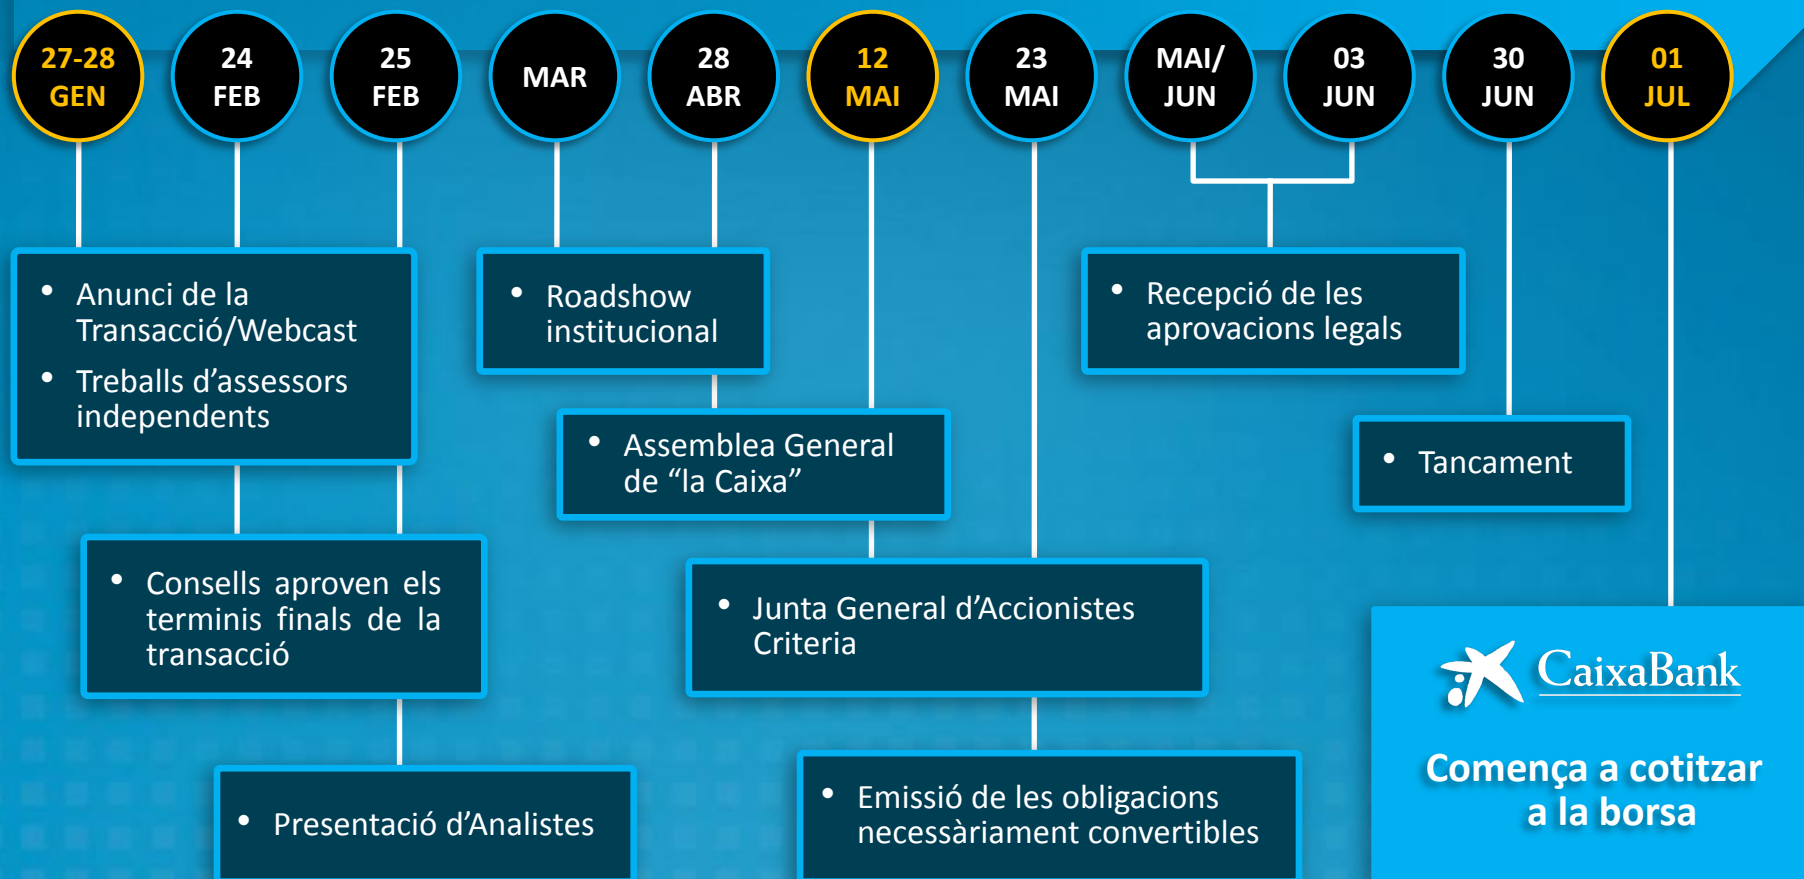 27-28
GEN
24
FEB
25
FEB
MAR
28
ABR
12
MAI
23
MAI
MAI/
JUN
03
JUN
30
JUN
01
JUL
• Anunci de la
Transacció/Webcast
• Treballs d’assessors
independents
• Roadshow
institucional
• Recepció de les
aprovacions legals
• Assemblea General
de “la Caixa”
• Tancament
• Consells aproven els
terminis finals de la
transacció
• Junta General d’Accionistes
Criteria
CaixaBank
Comença a cotitzar
a la borsa
• Presentació d’Analistes
• Emissió de les obligacions
necessàriament convertibles